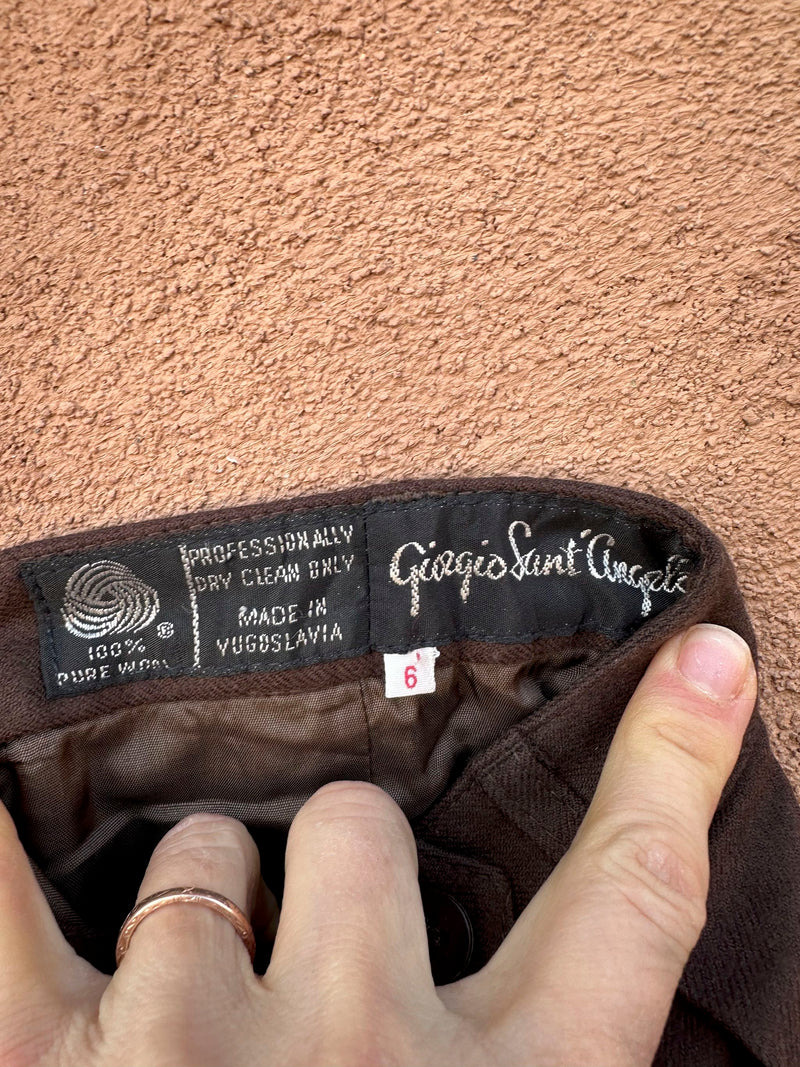 100% ®
PURE WOOL
PROFESSIONALLY
DRY CLEAN ONLY
MADE IN
YUGOSLAVIA
Giorgio Sant'Angelo
6